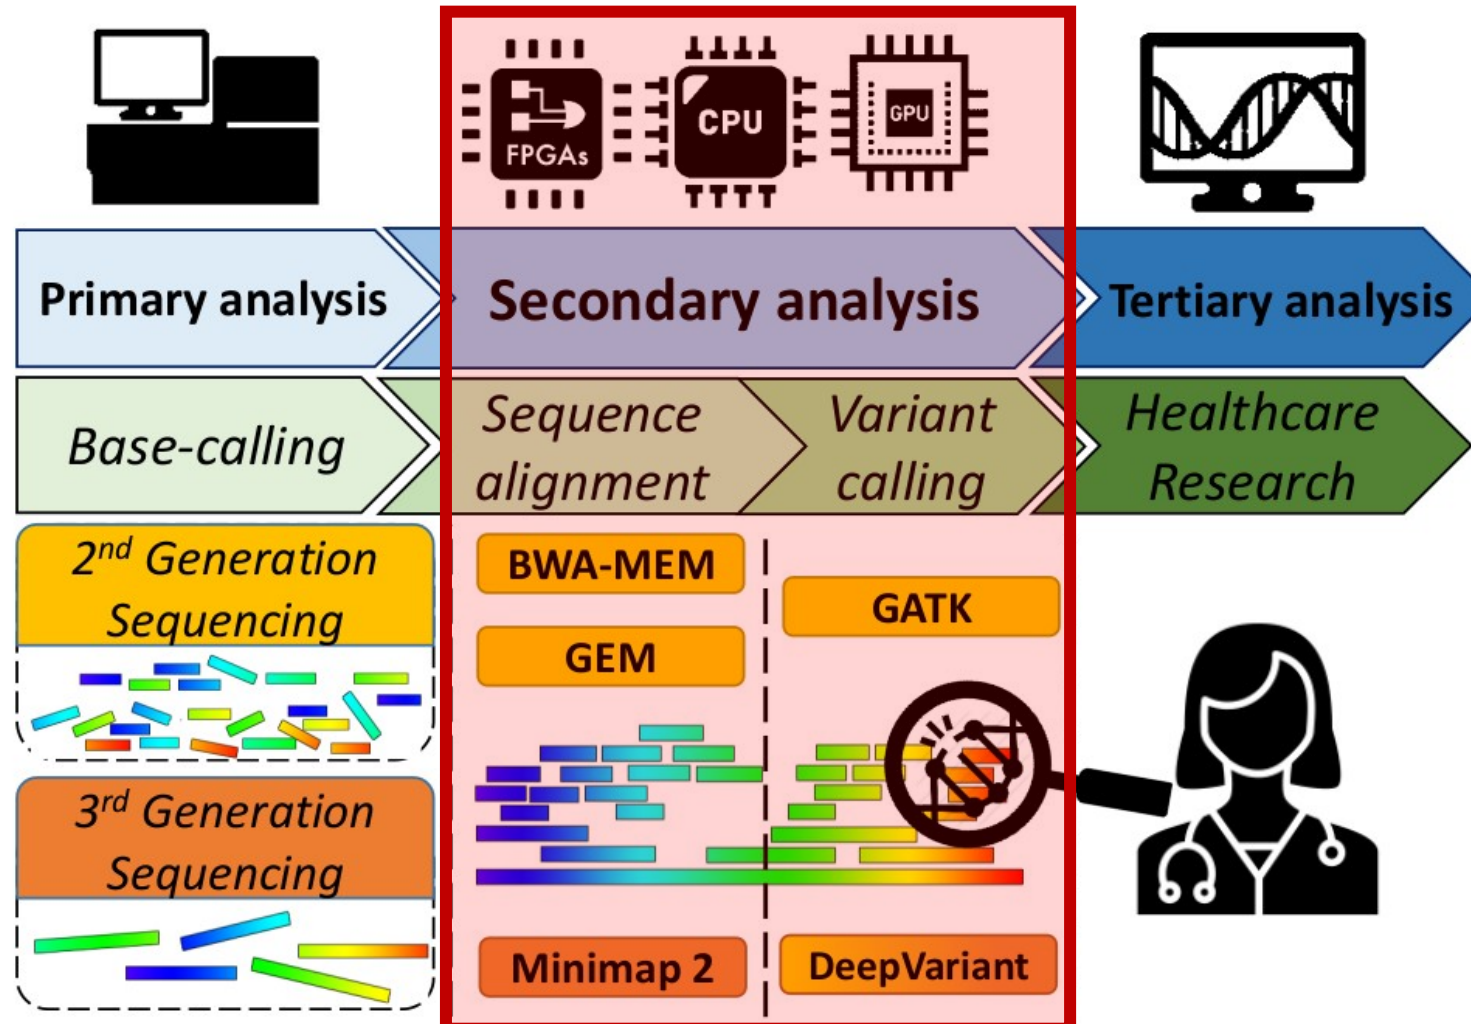 FPGAs
CPU
GPU
Primary analysis
Secondary analysis
Tertiary analysis
Base-calling
Sequence
alignment
Variant
calling
Healthcare
Research
2nd Generation
Sequencing
BWA-MEM
GEM
GATK
3rd Generation
Sequencing
Minimap 2
DeepVariant